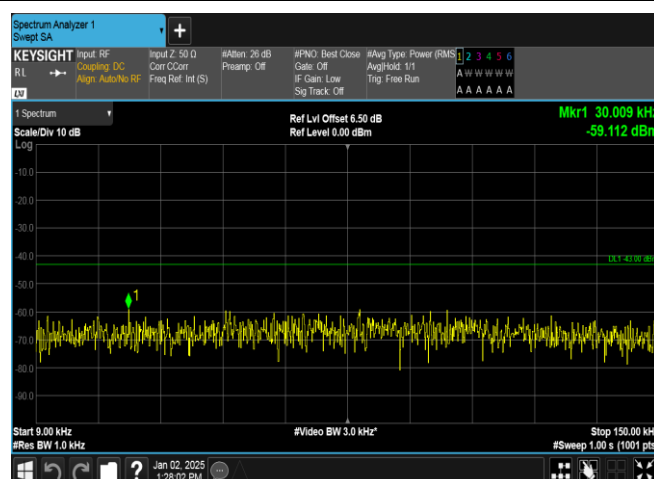 Spectrum Analyzer 1
Swept SA
+
KEYSIGHT
RL
LXI
Input: RF
Coupling: DC
Align: Auto/No RF
Input Z: 50 Ω
Corr CCorr
Freq Ref: Int (S)
#Atten: 26 dB
Preamp: Off
#PNO: Best Close
Gate: Off
IF Gain: Low
Sig Track: Off
#Avg Type: Power (RMS
Avg|Hold: 1/1
Trig: Free Run
1 2 3 4 5 6
A W W W W W
A A A A A A
1 Spectrum
Scale/Div 10 dB
Log
Ref Lvl Offset 6.50 dB
Ref Level 0.00 dBm
Mkr1 30.009 kHz
-59.112 dBm
-10.0
-20.0
-30.0
-40.0
DL1 -43.00 dBm
-50.0
1
-60.0
-70.0
-80.0
-90.0
Start 9.00 kHz
#Res BW 1.0 kHz
#Video BW 3.0 kHz*
Stop 150.00 kH
#Sweep 1.00 s (1001 pts
?
Jan 02, 2025
1:28:02 PM